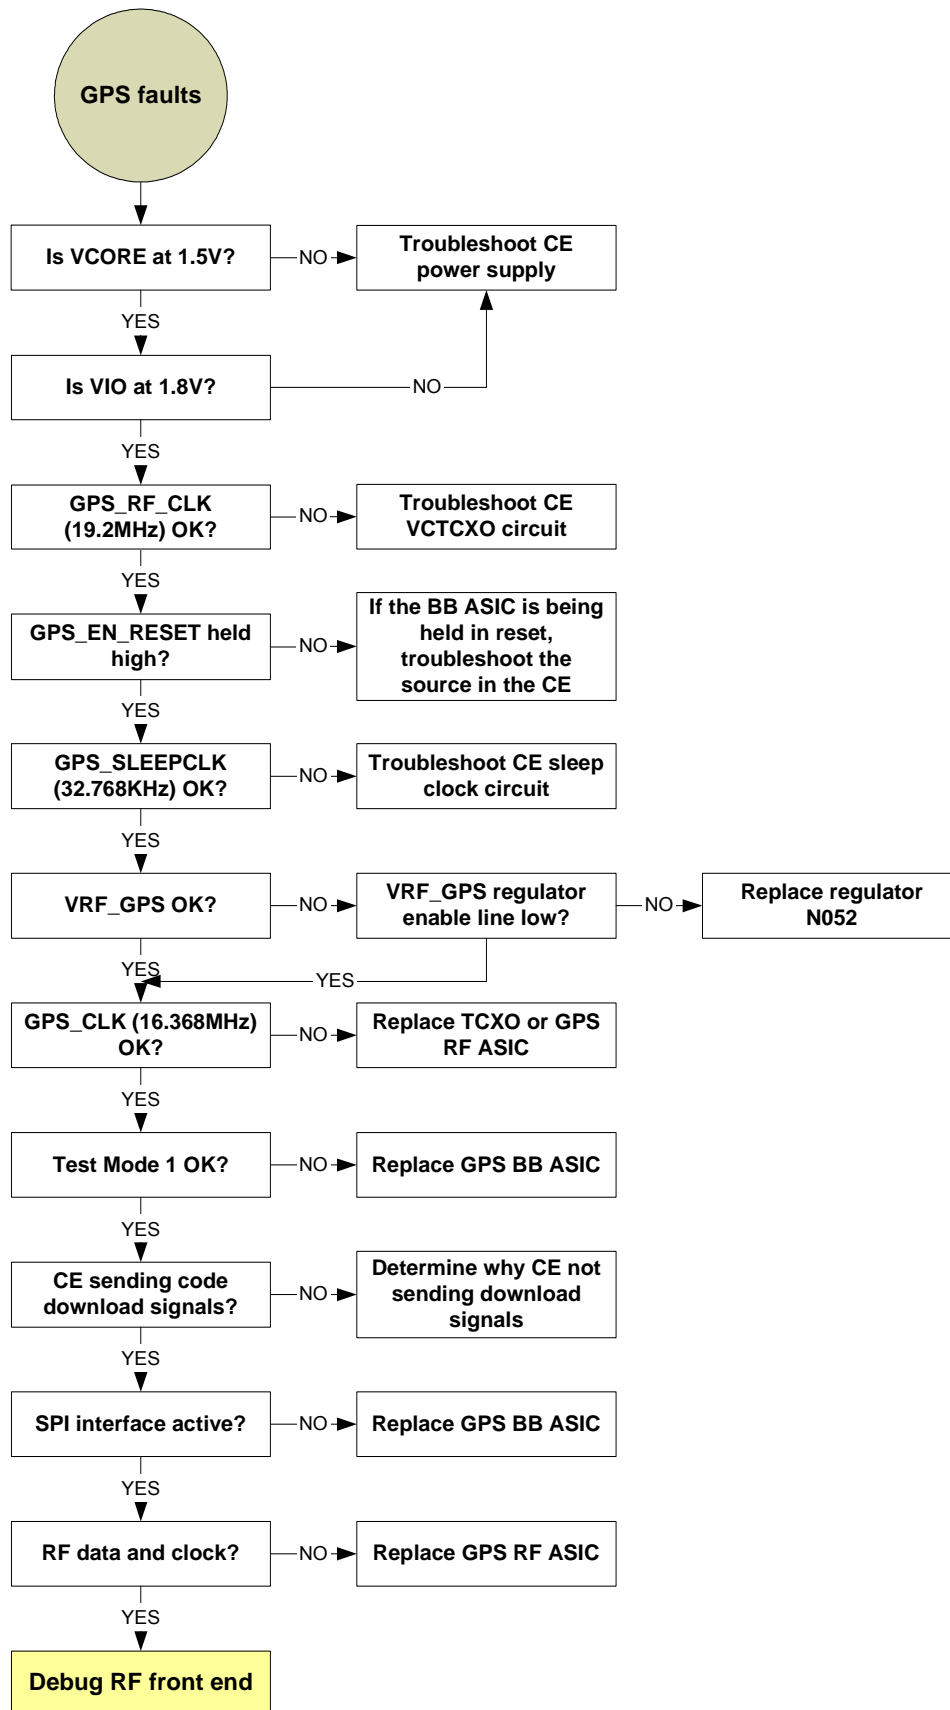 GPS faults
Is VCORE at 1.5V?
NO
Troubleshoot CE
power supply
YES
Is VIO at 1.8V?
NO
YES
GPS_RF_CLK
(19.2MHz) OK?
NO
Troubleshoot CE
VCTCXO circuit
YES
GPS_EN_RESET held
high?
NO
If the BB ASIC is being
held in reset,
troubleshoot the
source in the CE
YES
GPS_SLEEPCLK
(32.768KHz) OK?
NO
Troubleshoot CE sleep
clock circuit
YES
VRF_GPS OK?
NO
VRF_GPS regulator
enable line low?
NO
Replace regulator
N052
YES
YES
GPS_CLK (16.368MHz)
OK?
NO
Replace TCXO or GPS
RF ASIC
YES
Test Mode 1 OK?
NO
Replace GPS BB ASIC
YES
CE sending code
download signals?
NO
Determine why CE not
sending download
signals
YES
SPI interface active?
NO
Replace GPS BB ASIC
YES
RF data and clock?
NO
Replace GPS RF ASIC
YES
Debug RF front end